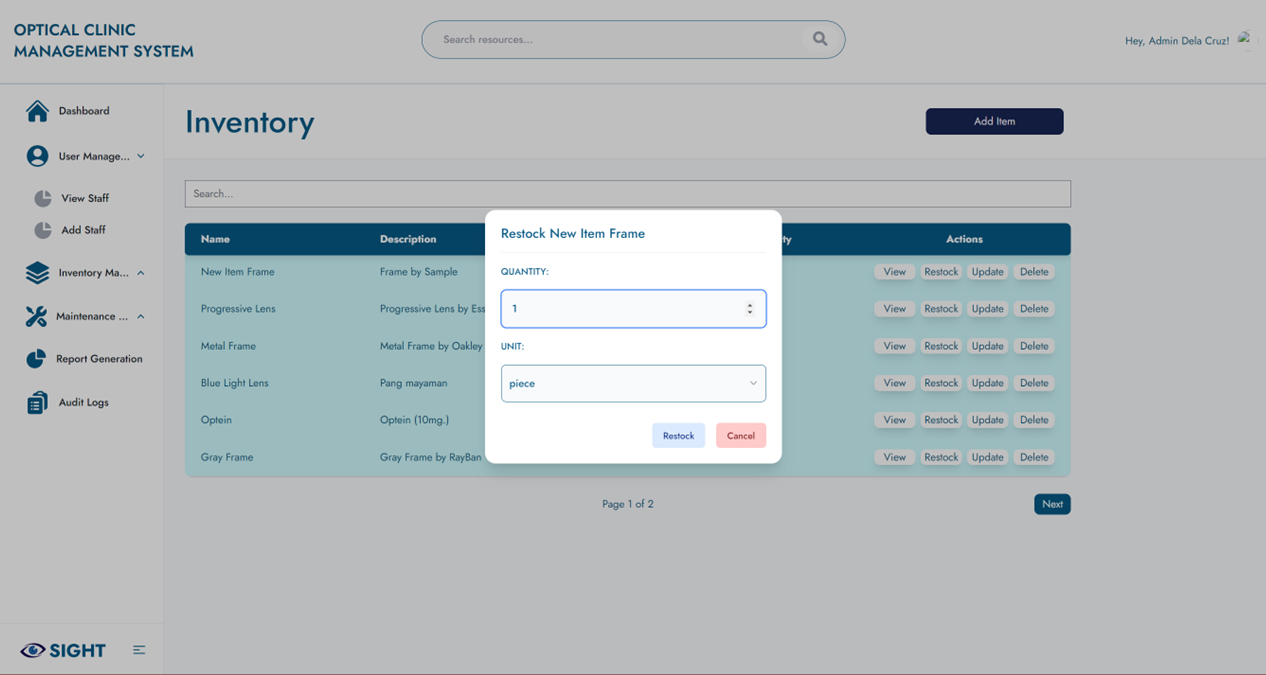 OPTICAL CLINIC
MANAGEMENT SYSTEM
Search resources...
Hey, Admin Dela Cruz!
Dashboard
User Manage...
View Staff
Add Staff
Inventory Ma...
Maintenance ...
Report Generation
Audit Logs
SIGHT
Inventory
Add Item
Search...
Name Description ty Actions
New Item Frame Frame by Sample View Restock Update Delete
Progressive Lens Progressive Lens by Ess View Restock Update Delete
Metal Frame Metal Frame by Oakley View Restock Update Delete
Blue Light Lens Pang mayaman View Restock Update Delete
Optein Optein (10mg.) View Restock Update Delete
Gray Frame Gray Frame by RayBan View Restock Update Delete
Page 1 of 2
Next
Restock New Item Frame
QUANTITY:
1
UNIT:
piece
Restock Cancel